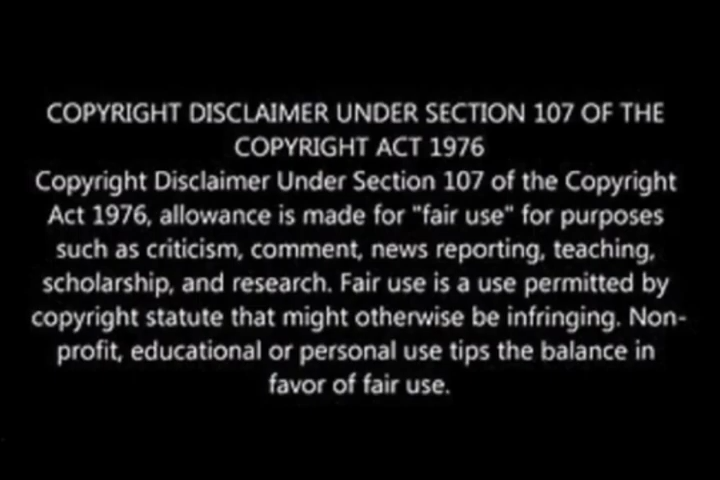 COPYRIGHT DISCLAIMER UNDER SECTION 107 OF THE
COPYRIGHT ACT 1976
Copyright Disclaimer Under Section 107 of the Copyright
Act 1976, allowance is made for "fair use" for purposes
such as criticism, comment, news reporting, teaching,
scholarship, and research. Fair use is a use permitted by
copyright statute that might otherwise be infringing. Non-
profit, educational or personal use tips the balance in
favor of fair use.